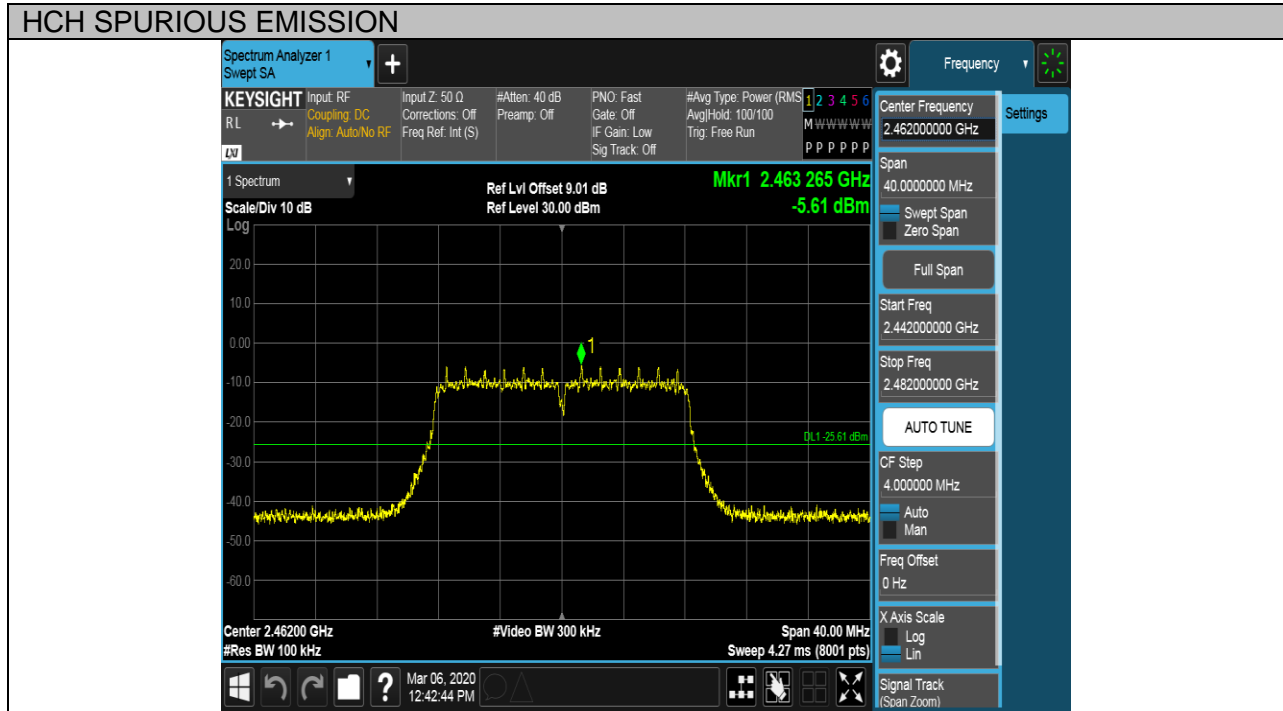 HCH SPURIOUS EMISSION
Spectrum Analyzer 1
Swept SA
Frequency
KEYSIGHT
RL
LXI
Input: RF
Coupling: DC
Align: Auto/No RF
Input Z: 50 Ω
Corrections: Off
Freq Ref: Int (S)
#Atten: 40 dB
Preamp: Off
PNO: Fast
Gate: Off
IF Gain: Low
Sig Track: Off
#Avg Type: Power (RMS
Avg|Hold: 100/100
Trig: Free Run
1 2 3 4 5 6
M W W W W W
P P P P P P
1 Spectrum
Scale/Div 10 dB
Log
Ref Lvl Offset 9.01 dB
Ref Level 30.00 dBm
Mkr1 2.463 265 GHz
-5.61 dBm
20.0
10.0
0.00
-10.0
-20.0
-30.0
-40.0
-50.0
-60.0
1
DL1 -25.61 dBm
Center 2.46200 GHz
#Res BW 100 kHz
#Video BW 300 kHz
Span 40.00 MHz
Sweep 4.27 ms (8001 pts)
Mar 06, 2020
12:42:44 PM
Center Frequency
2.462000000 GHz
Settings
Span
40.0000000 MHz
Swept Span
Zero Span
Full Span
Start Freq
2.442000000 GHz
Stop Freq
2.482000000 GHz
AUTO TUNE
CF Step
4.000000 MHz
Auto
Man
Freq Offset
0 Hz
X Axis Scale
Log
Lin
Signal Track
(Span Zoom)